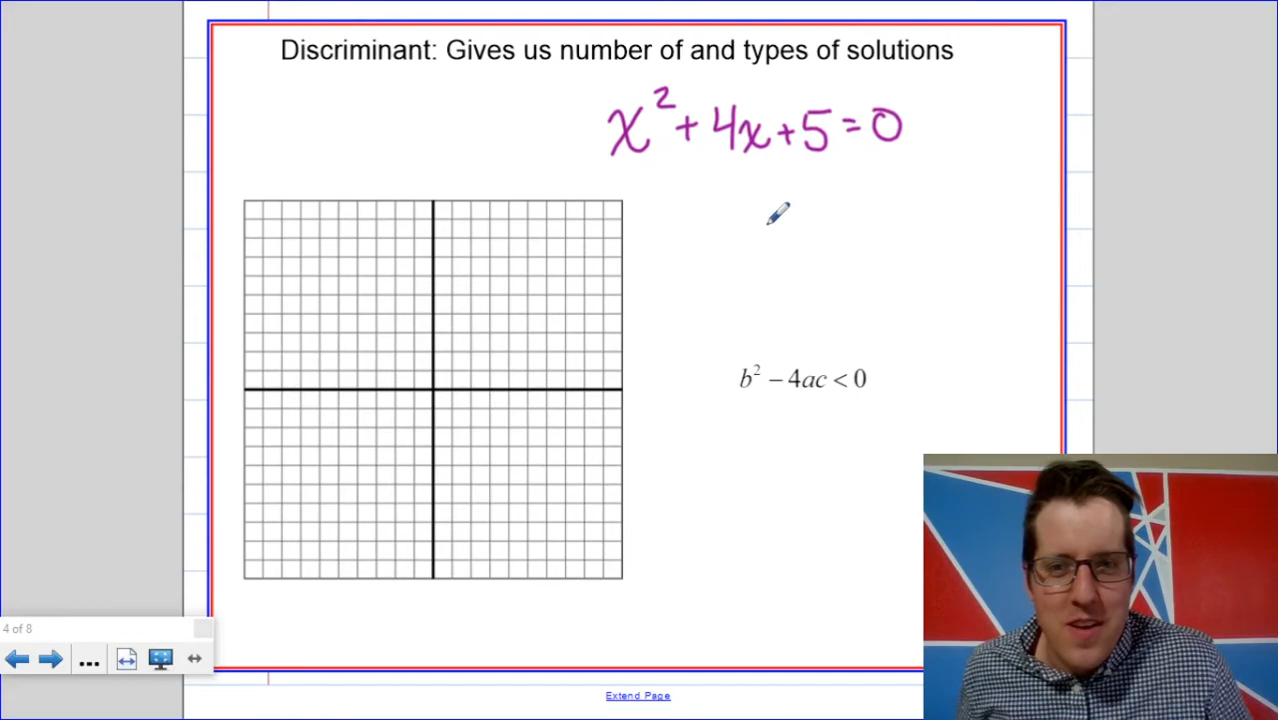 Discriminant: Gives us number of and types of solutions
x² + 4x + 5 = 0
b² − 4ac < 0
4 of 8
...
Extend Page